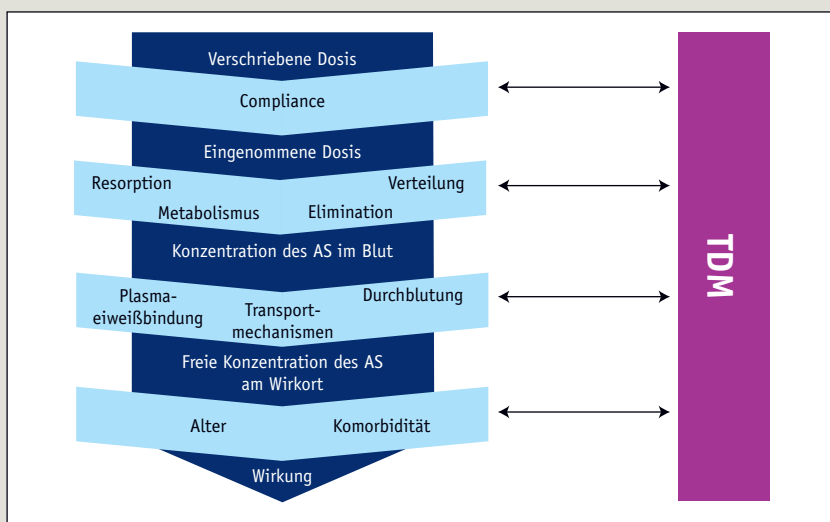 Verschriebene Dosis
Compliance
Eingenommene Dosis
Resorption
Verteilung
Metabolismus
Elimination
Konzentration des AS im Blut
Plasma-
eiweißbindung
Transport-
mechanismen
Durchblutung
Freie Konzentration des AS
am Wirkort
Alter
Komorbidität
Wirkung
TDM